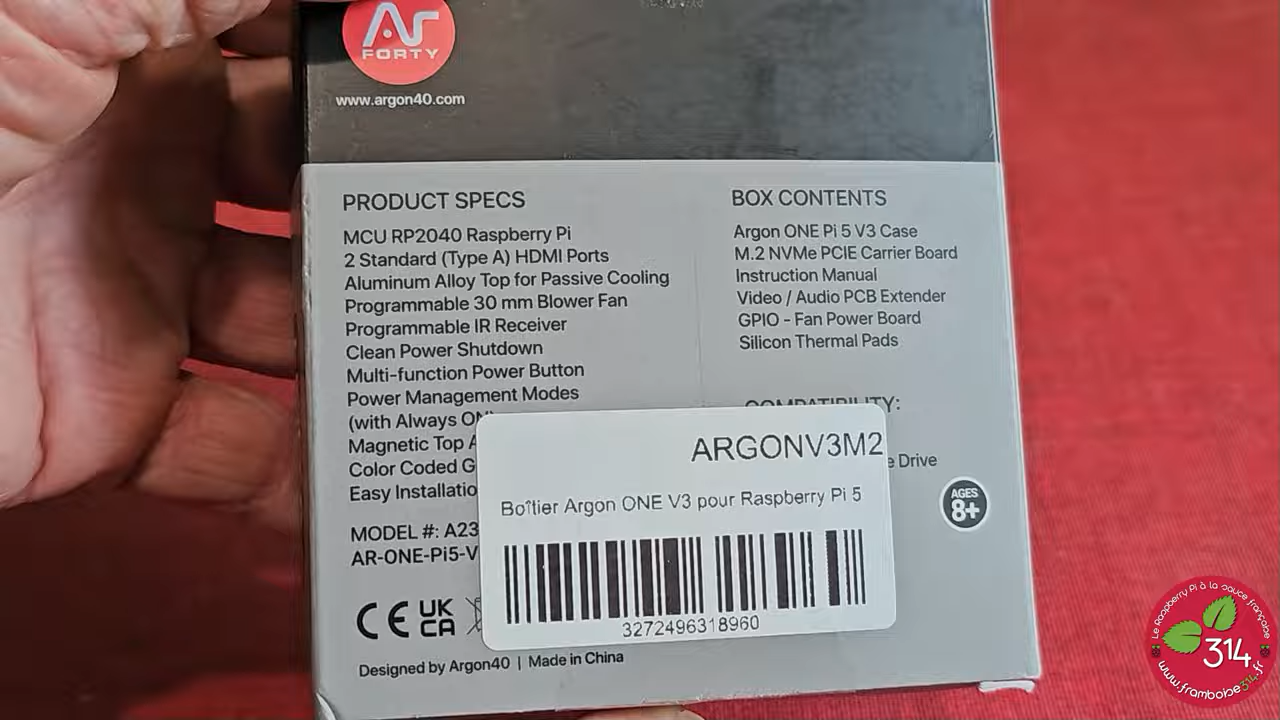 Ar
FORTY
www.argon40.com
PRODUCT SPECS
MCU RP2040 Raspberry Pi
2 Standard (Type A) HDMI Ports
Aluminum Alloy Top for Passive Cooling
Programmable 30 mm Blower Fan
Programmable IR Receiver
Clean Power Shutdown
Multi-function Power Button
Power Management Modes
(with Always ON
Magnetic Top A
Color Coded G
Easy Installatio
MODEL #: A23
AR-ONE-Pi5-V
CE UK
CA
Designed by Argon40 | Made in China
BOX CONTENTS
Argon ONE Pi 5 V3 Case
M.2 NVMe PCIE Carrier Board
Instruction Manual
Video / Audio PCB Extender
GPIO - Fan Power Board
Silicon Thermal Pads
COMPATIBILITY:
e Drive
AGES
8+
ARGONV3M2
Boîtier Argon ONE V3 pour Raspberry Pi 5
3272496318960
Le Raspberry Pi à la sauce française
314
www.framboise314.fr